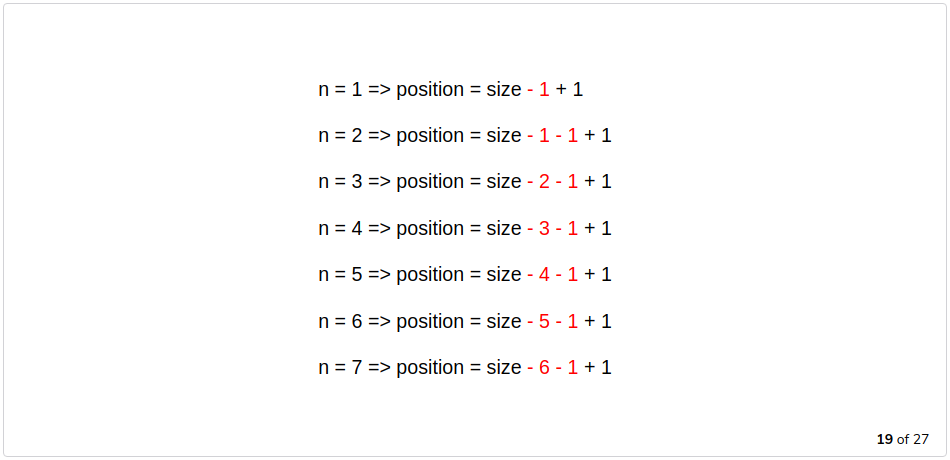 n = 1 => position = size - 1 + 1
n = 2 => position = size - 1 - 1 + 1
n = 3 => position = size - 2 - 1 + 1
n = 4 => position = size - 3 - 1 + 1
n = 5 => position = size - 4 - 1 + 1
n = 6 => position = size - 5 - 1 + 1
n = 7 => position = size - 6 - 1 + 1
19 of 27